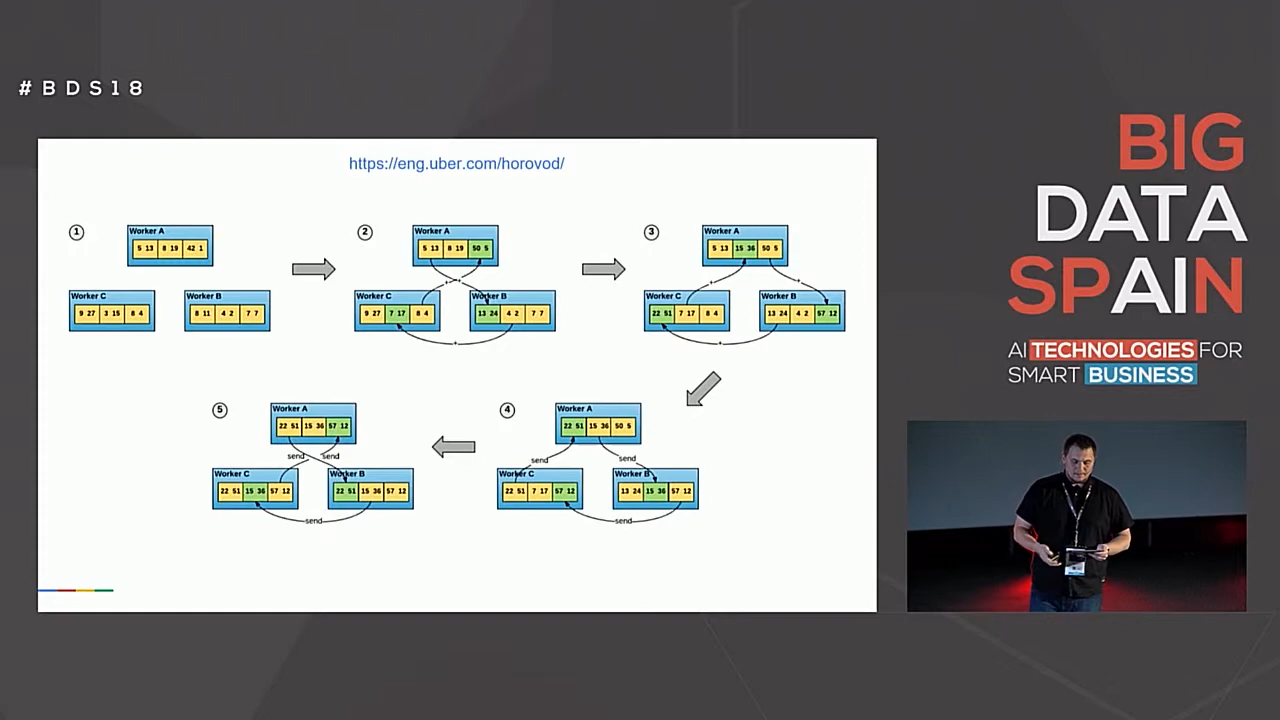 #BDS18
https://eng.uber.com/horovod/
1
Worker A
5 13 8 19 42 1
Worker C
9 27 3 15 8 4
Worker B
8 11 4 2 7 7
2
Worker A
5 13 8 19 50 5
Worker C
9 27 7 17 8 4
Worker B
13 24 4 2 7 7
+ +
+
3
Worker A
5 13 15 36 50 5
Worker C
22 51 7 17 8 4
Worker B
13 24 4 2 57 12
+ +
+
5
Worker A
22 51 15 36 57 12
send send
Worker C
22 51 15 36 57 12
Worker B
22 51 15 36 57 12
send
4
Worker A
22 51 15 36 50 5
send send
Worker C
22 51 7 17 57 12
Worker B
13 24 15 36 57 12
send
BIG
DATA
SPAIN
AI TECHNOLOGIES FOR
SMART BUSINESS